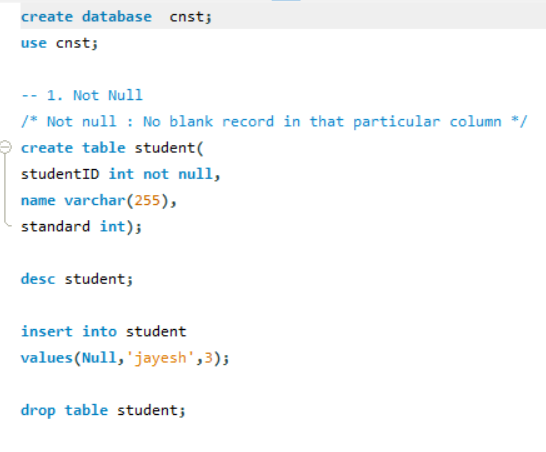 create database  cnst;
use cnst;
-- 1. Not Null
/* Not null : No blank record in that particular column */
create table student(
studentID int not null,
name varchar(255),
standard int);
desc student;
insert into student
values(Null,'jayesh',3);
drop table student;